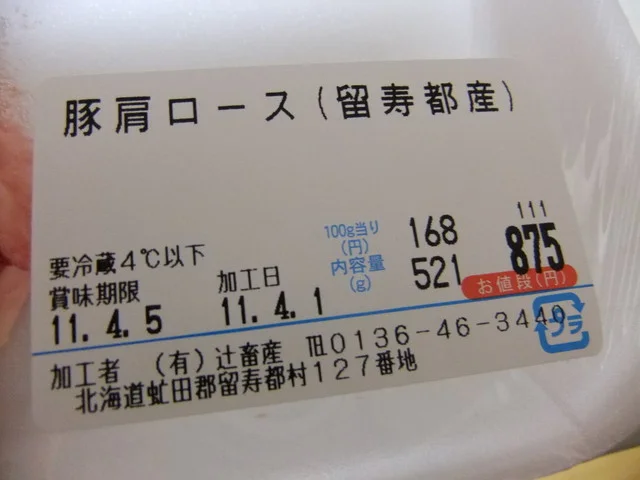 豚肩ロース(留寿都産)
111
100g当り
(円)
168
875
要冷蔵4℃以下
内容量
(g)
521
お値段(円)
賞味期限
加工日
11.4.5
11.4.1
加工者 (有)辻畜産 ℡0136-46-3449
北海道虻田郡留寿都村127番地
プラ